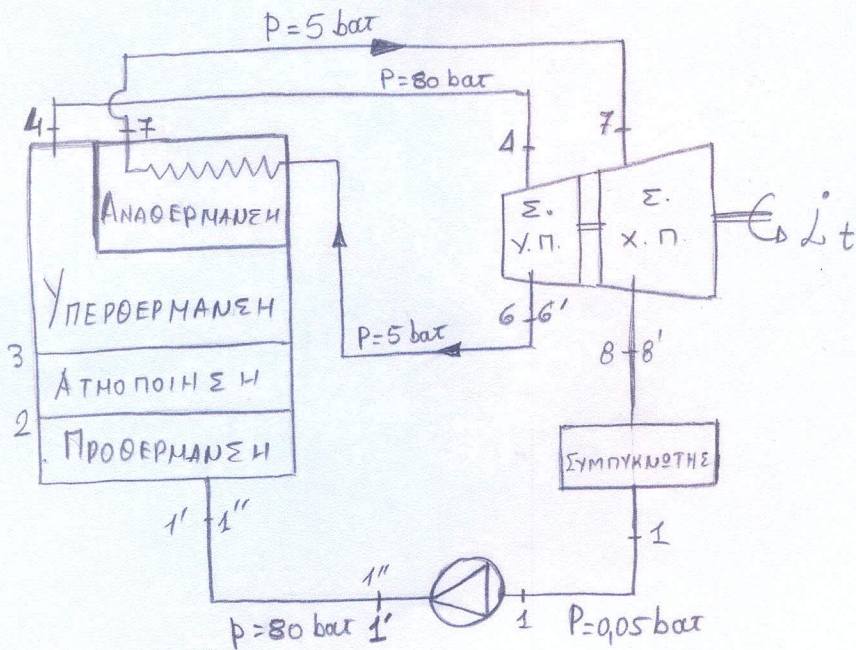 P=5 bar
P=80 bar
4
7
4
7
ΑΝΑΘΕΡΜΑΝΣΗ
Σ.
Υ.Π.
Σ.
Χ.Π.
L̇t
ΥΠΕΡΘΕΡΜΑΝΣΗ
6 6'
P=5 bar
8 8'
3
ΑΤΜΟΠΟΙΗΣΗ
2
ΠΡΟΘΕΡΜΑΝΣΗ
ΣΥΜΠΥΚΝΩΤΗΣ
1' 1''
1
1''
1'
1
p=80 bar
P=0,05 bar